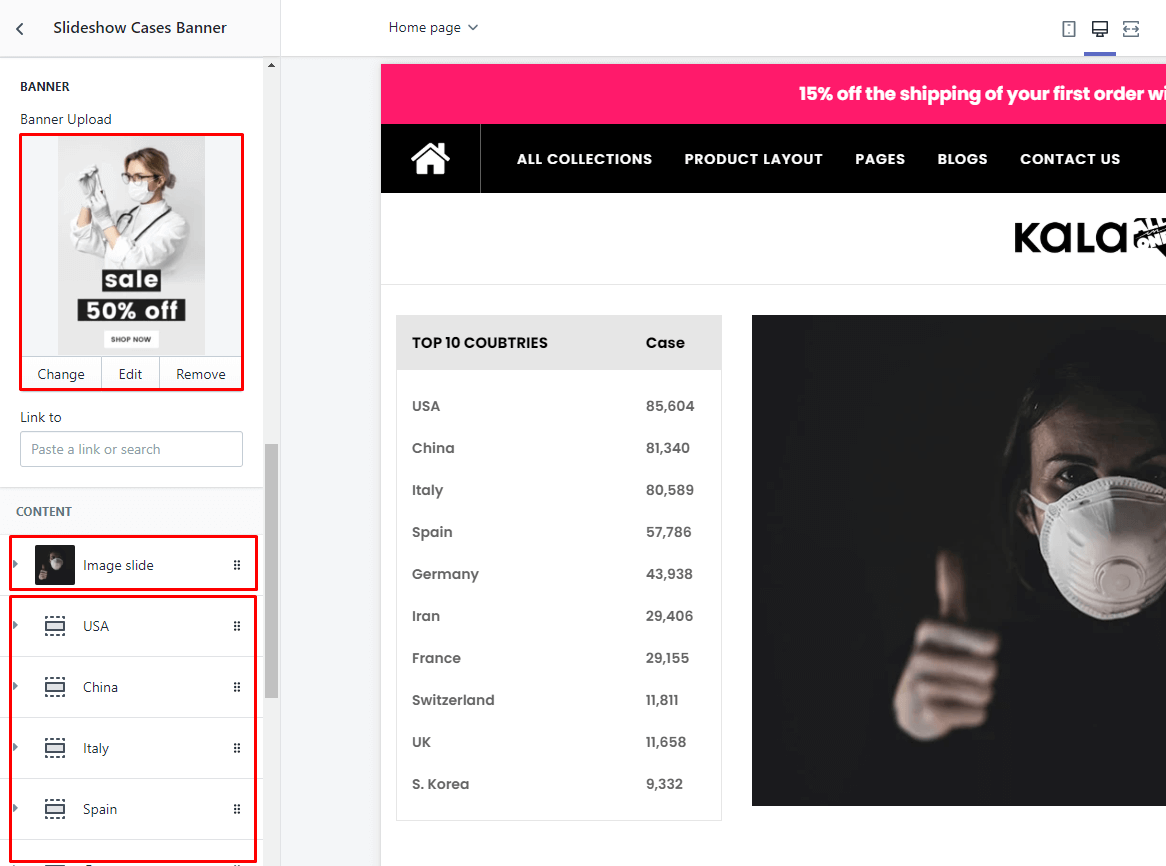 Slideshow Cases Banner
Home page
BANNER
Banner Upload
sale
50% off
SHOP NOW
Change Edit Remove
Link to
Paste a link or search
CONTENT
Image slide
USA
China
Italy
Spain
15% off the shipping of your first order wi
ALL COLLECTIONS PRODUCT LAYOUT PAGES BLOGS CONTACT US
KALA
TOP 10 COUBTRIES Case
USA 85,604
China 81,340
Italy 80,589
Spain 57,786
Germany 43,938
Iran 29,406
France 29,155
Switzerland 11,811
UK 11,658
S. Korea 9,332